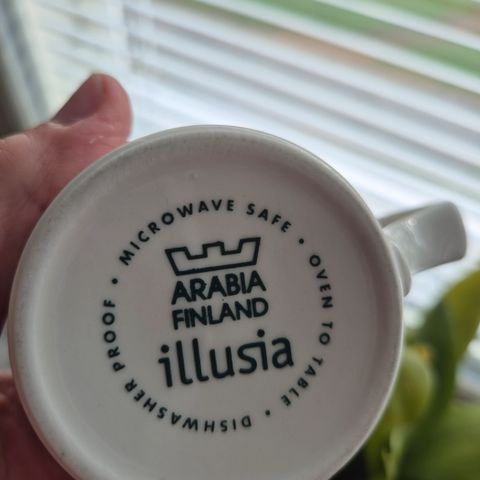 • MICROWAVE SAFE • OVEN TO TABLE • DISHWASHER PROOF
ARABIA
FINLAND
illusia